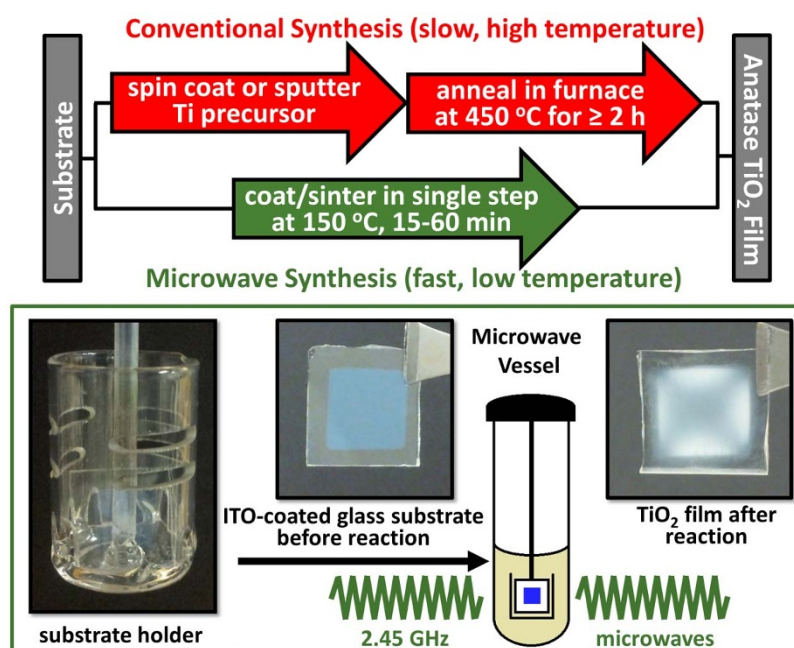 Conventional Synthesis (slow, high temperature)
Substrate
spin coat or sputter
Ti precursor
anneal in furnace
at 450 °C for ≥ 2 h
Anatase TiO₂ Film
coat/sinter in single step
at 150 °C, 15-60 min
Microwave Synthesis (fast, low temperature)
Microwave
Vessel
ITO-coated glass substrate
before reaction
TiO₂ film after
reaction
substrate holder
2.45 GHz
microwaves